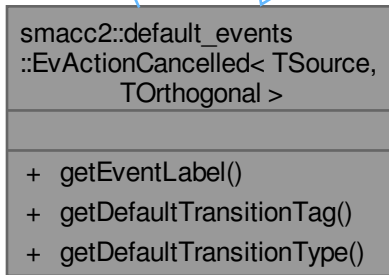 smacc2::default_events
::EvActionCancelled< TSource,
TOrthogonal >
+ getEventLabel()
+ getDefaultTransitionTag()
+ getDefaultTransitionType()